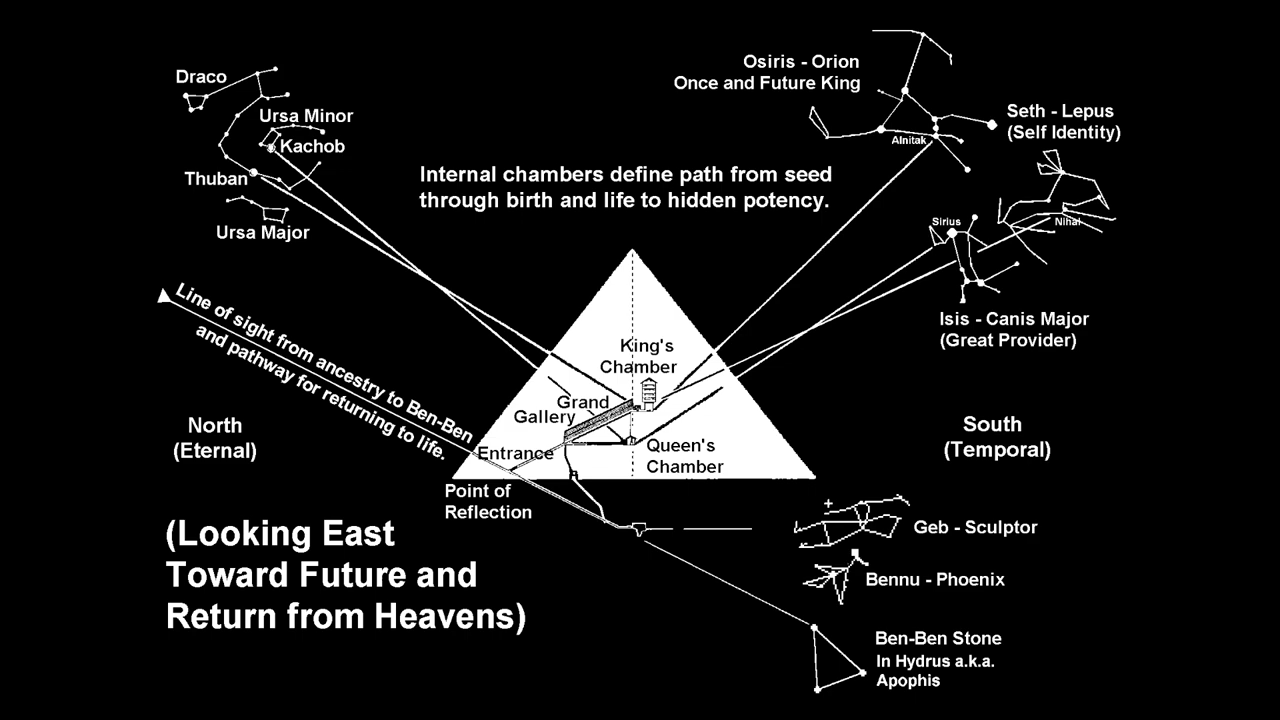 Draco
Ursa Minor
Kachob
Thuban
Ursa Major
Osiris - Orion
Once and Future King
Seth - Lepus
(Self Identity)
Alnitak
Internal chambers define path from seed
through birth and life to hidden potency.
Sirius
Nihal
Isis - Canis Major
(Great Provider)
Line of sight from ancestry to Ben-Ben
and pathway for returning to life.
King's
Chamber
Grand
Gallery
Entrance
Queen's
Chamber
North
(Eternal)
South
(Temporal)
Point of
Reflection
(Looking East
Toward Future and
Return from Heavens)
Geb - Sculptor
Bennu - Phoenix
Ben-Ben Stone
In Hydrus a.k.a.
Apophis